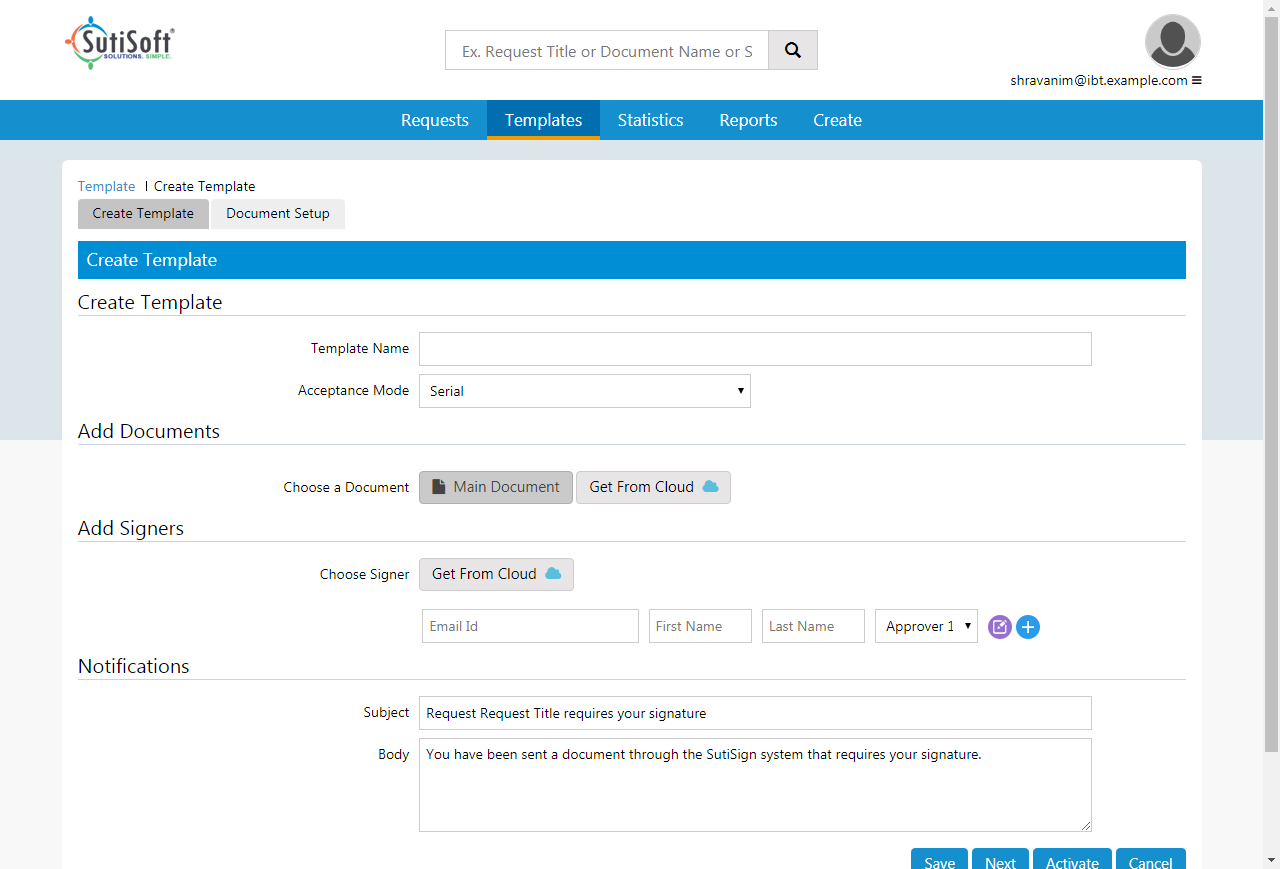 SutiSoft®
SOLUTIONS. SIMPLE.
Ex. Request Title or Document Name or S
shravanim@ibt.example.com
Requests Templates Statistics Reports Create
Template I Create Template
Create Template Document Setup
Create Template
Create Template
Template Name
Acceptance Mode Serial
Add Documents
Choose a Document Main Document Get From Cloud
Add Signers
Choose Signer Get From Cloud
Email Id First Name Last Name Approver 1
Notifications
Subject Request Request Title requires your signature
Body You have been sent a document through the SutiSign system that requires your signature.
Save Next Activate Cancel